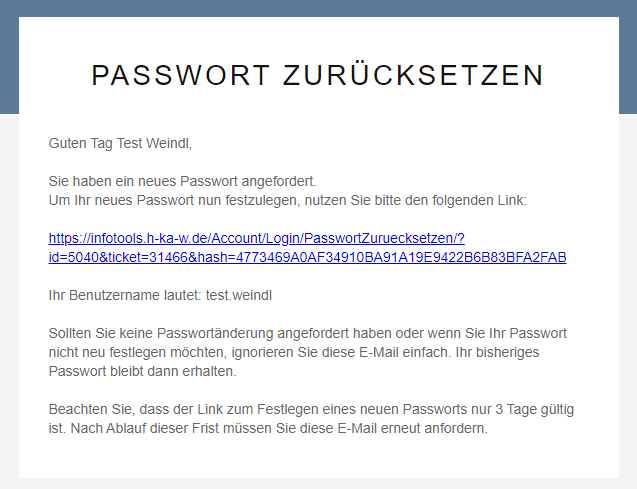 PASSWORT ZURÜCKSETZEN
Guten Tag Test Weindl,
Sie haben ein neues Passwort angefordert.
Um Ihr neues Passwort nun festzulegen, nutzen Sie bitte den folgenden Link:
https://infotools.h-ka-w.de/Account/Login/PasswortZuruecksetzen/?
id=5040&ticket=31466&hash=4773469A0AF34910BA91A19E9422B6B83BFA2FAB
Ihr Benutzername lautet: test.weindl
Sollten Sie keine Passwortänderung angefordert haben oder wenn Sie Ihr Passwort
nicht neu festlegen möchten, ignorieren Sie diese E-Mail einfach. Ihr bisheriges
Passwort bleibt dann erhalten.
Beachten Sie, dass der Link zum Festlegen eines neuen Passworts nur 3 Tage gültig
ist. Nach Ablauf dieser Frist müssen Sie diese E-Mail erneut anfordern.